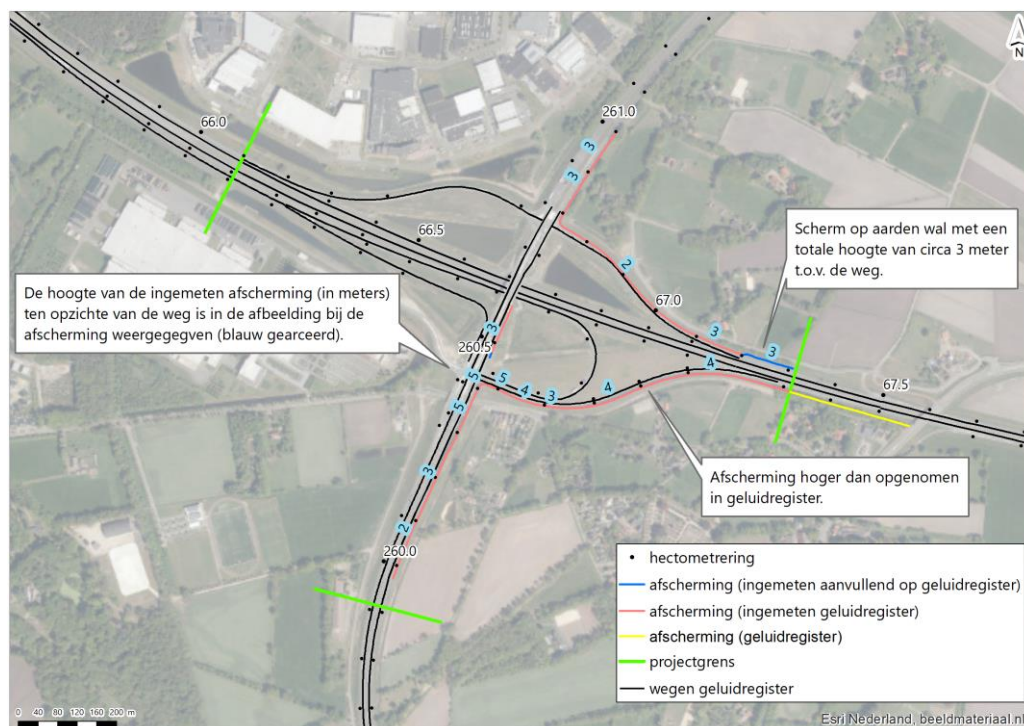 N
261.0
3
3
66.0
66.5
2
Scherm op aarden wal met een
totale hoogte van circa 3 meter
t.o.v. de weg.
De hoogte van de ingemeten afscherming (in meters)
ten opzichte van de weg is in de afbeelding bij de
afscherming weergegegven (blauw gearceerd).
67.0
3
3
3
260.5
4
67.5
5
5
4
3
4
5
3
2
260.0
Afscherming hoger dan opgenomen
in geluidregister.
hectometrering
afscherming (ingemeten aanvullend op geluidregister)
afscherming (ingemeten geluidregister)
afscherming (geluidregister)
projectgrens
wegen geluidregister
0 40 80 120 160 200 m
Esri Nederland, beeldmateriaal.nl